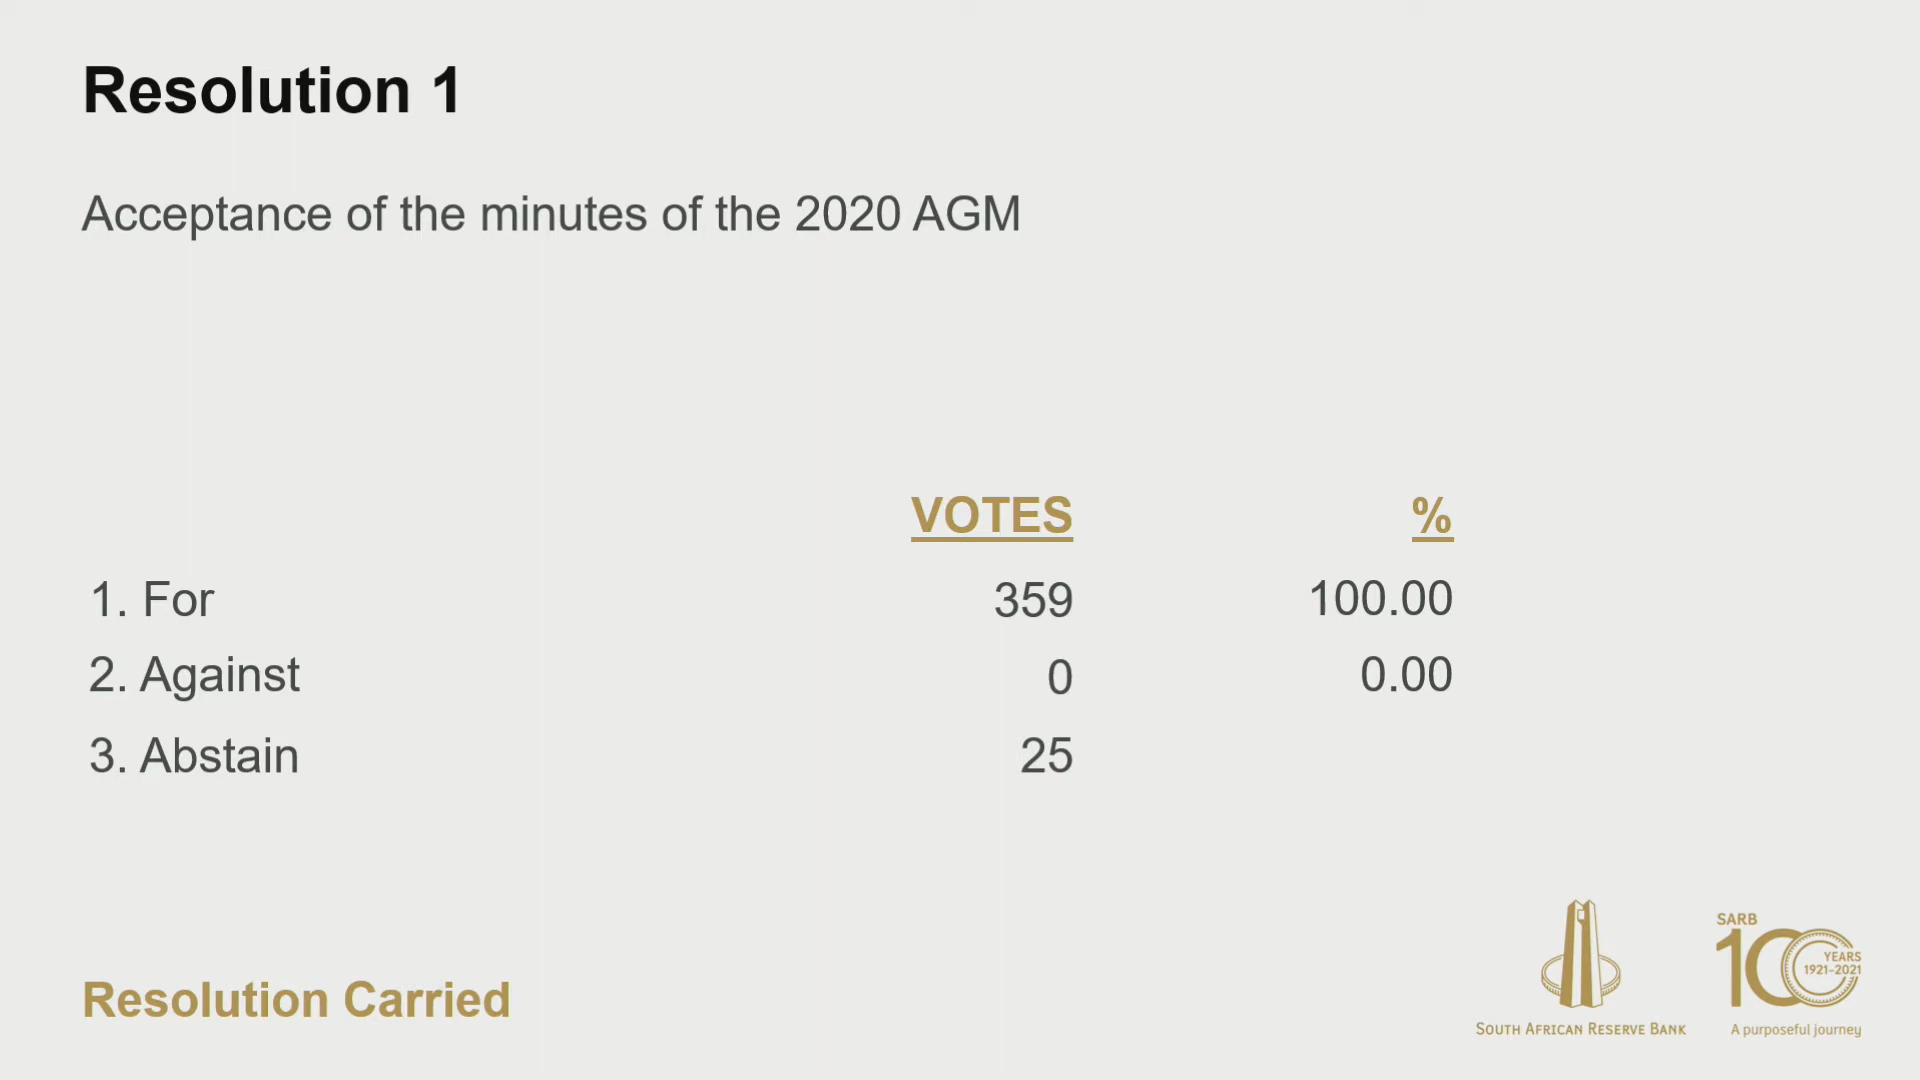 Resolution 1
Acceptance of the minutes of the 2020 AGM
VOTES %
1. For 359 100.00
2. Against 0 0.00
3. Abstain 25
Resolution Carried
SOUTH AFRICAN RESERVE BANK
SARB
100
YEARS
1921-2021
A purposeful journey